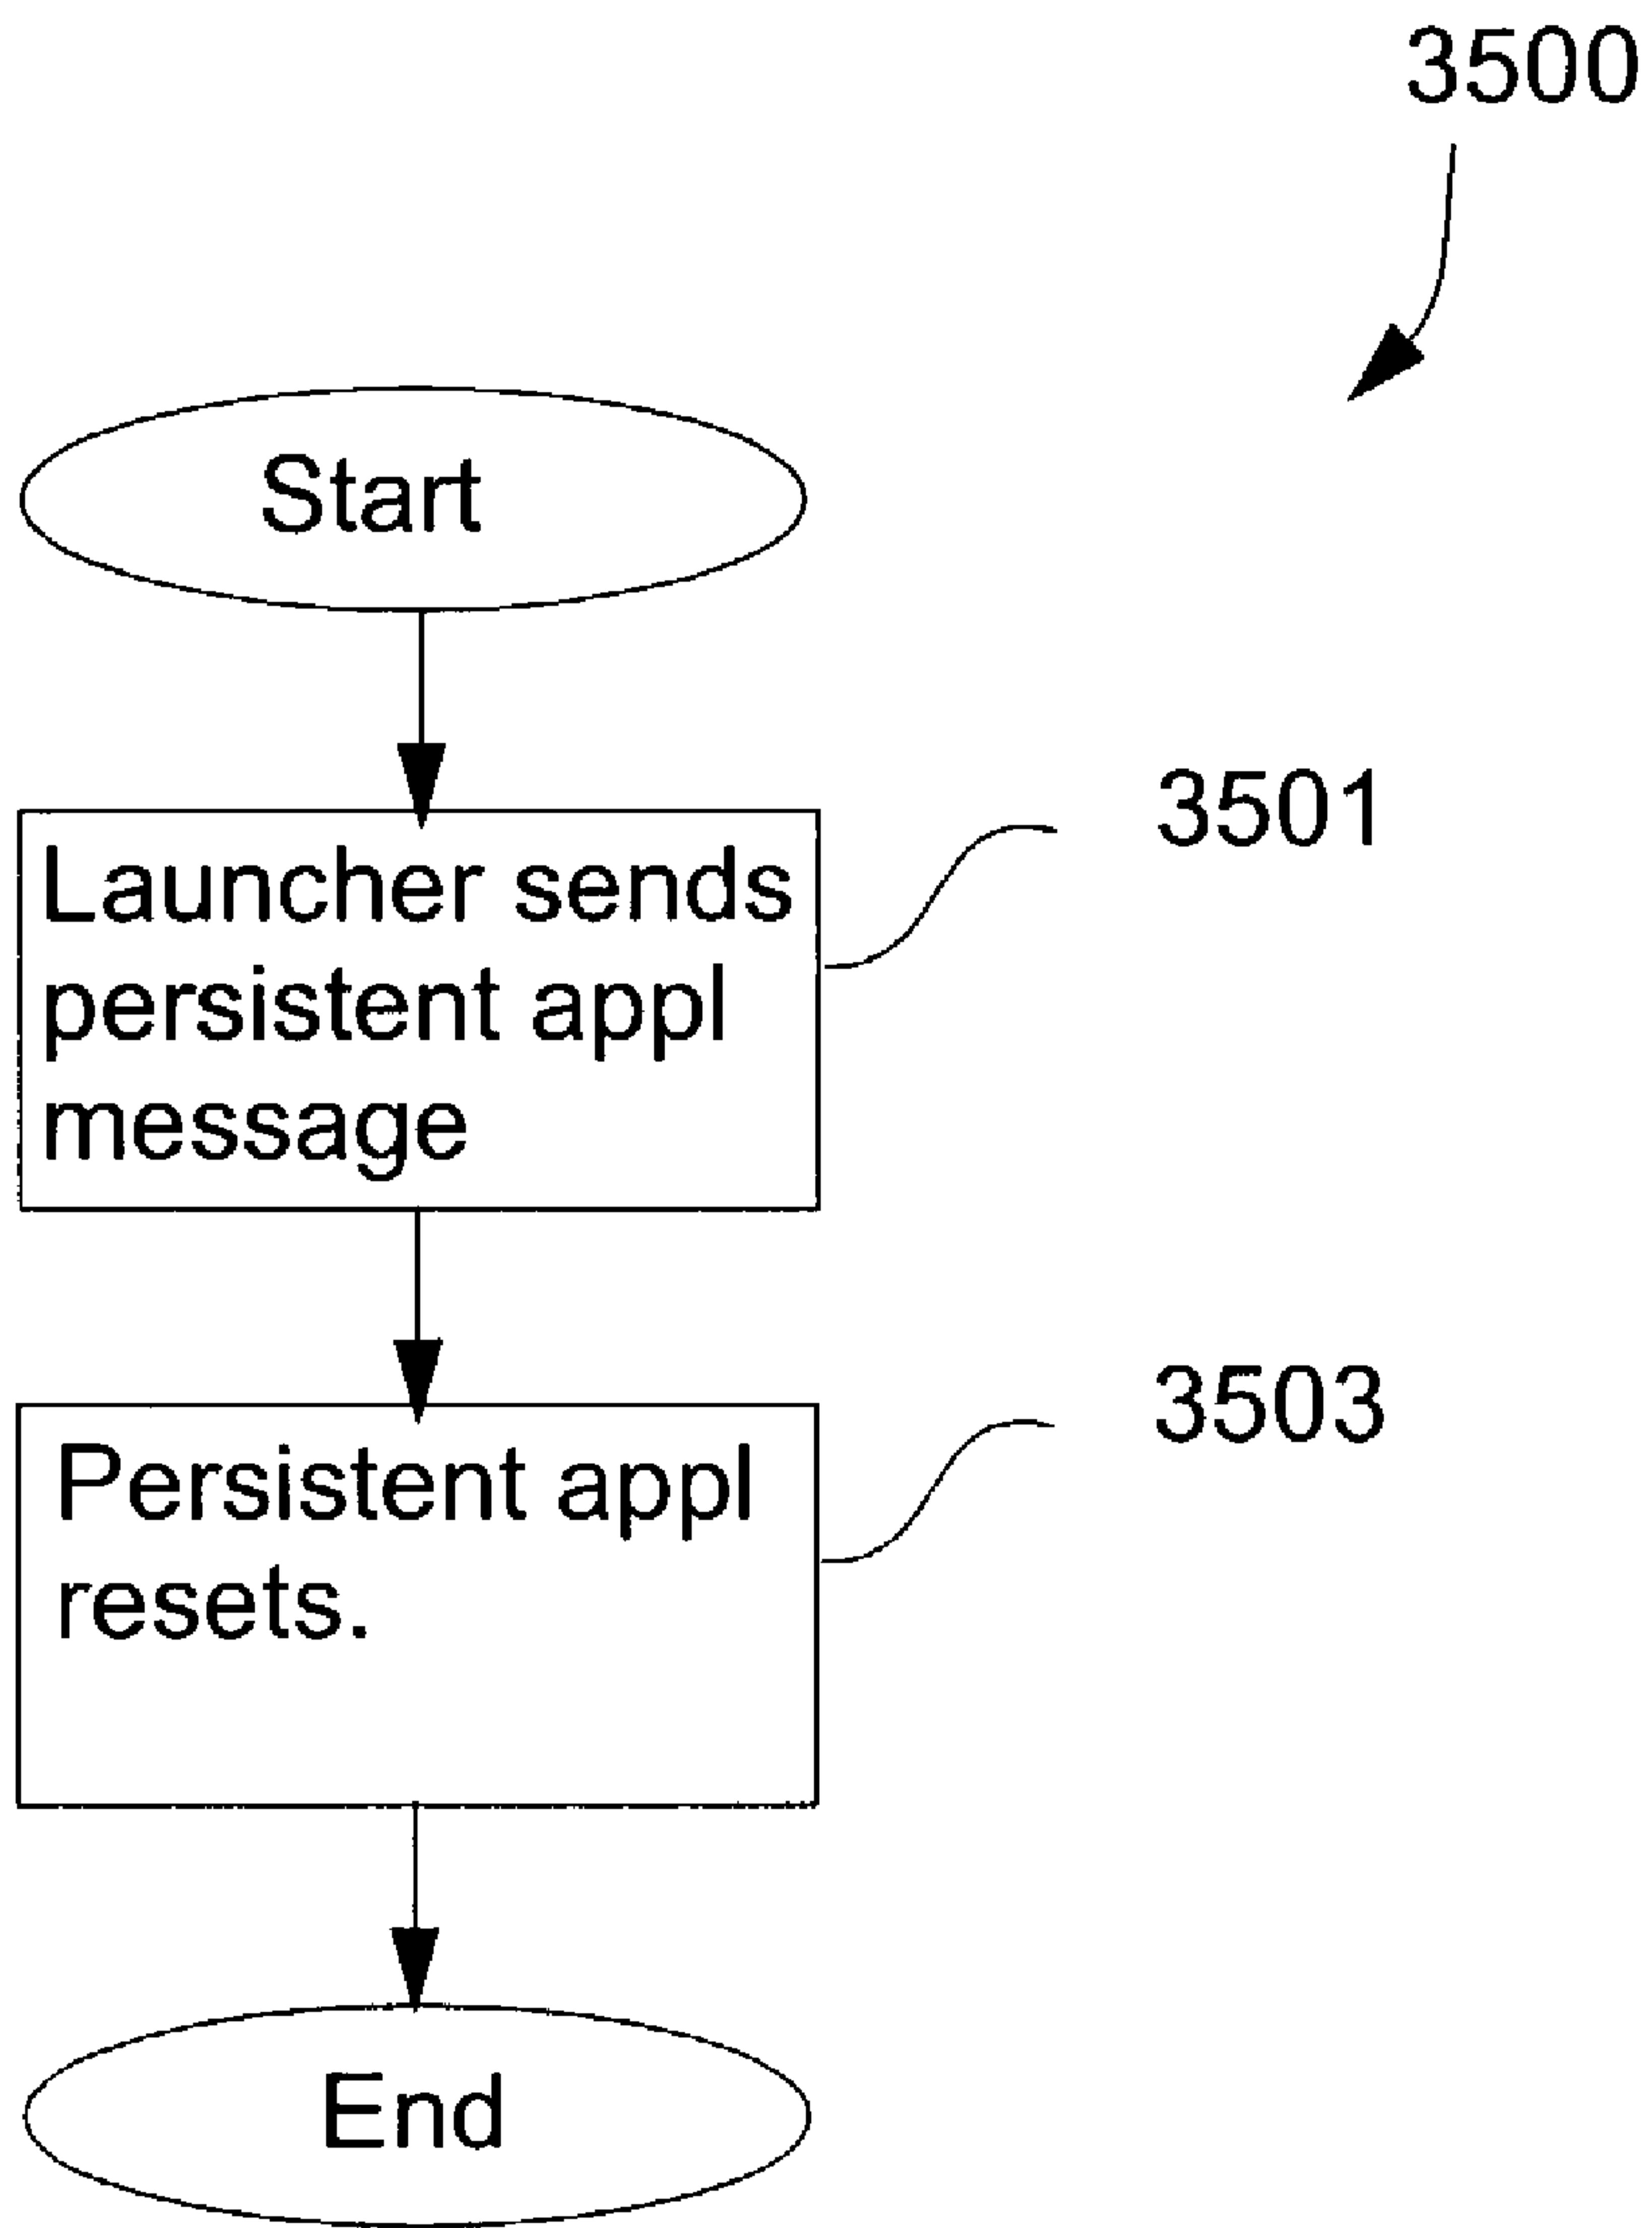 3500
Start
Launcher sends
persistent appl
message
3501
Persistent appl
resets.
3503
End